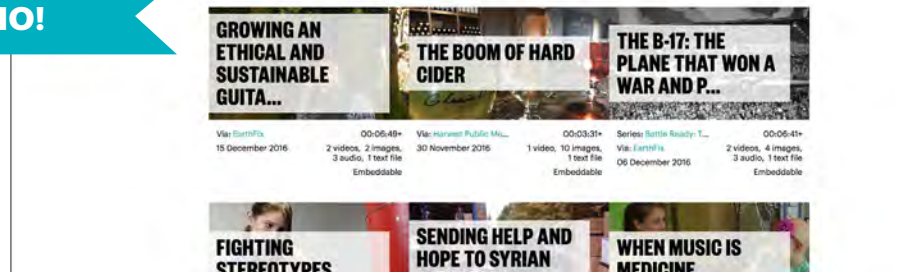 IO!
GROWING AN
ETHICAL AND
SUSTAINABLE
GUITA...
THE BOOM OF HARD
CIDER
THE B-17: THE
PLANE THAT WON A
WAR AND P...
Via: EarthFix
15 December 2016
00:06:49+
2 videos, 2 images,
3 audio, 1 text file
Embeddable
Via: Harvest Public Me...
30 November 2016
00:03:31+
1 video, 10 images,
1 text file
Embeddable
Series: Battle Ready: T...
Via: EarthFix
06 December 2016
00:06:41+
2 videos, 4 images,
3 audio, 1 text file
Embeddable
FIGHTING
STEREOTYPES
SENDING HELP AND
HOPE TO SYRIAN
WHEN MUSIC IS
MEDICINE